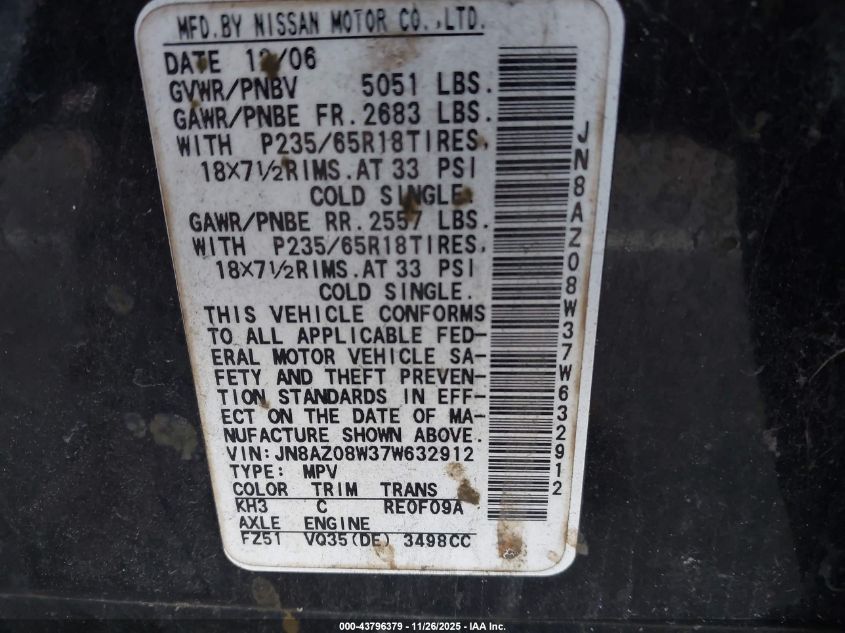 MFD.BY NISSAN MOTOR CO.,LTD.
DATE 12/06
GVWR/PNBV 5051 LBS.
GAWR/PNBE FR.2683 LBS.
WITH P235/65R18TIRES,
18X7½RIMS.AT 33 PSI
COLD SINGLE.
GAWR/PNBE RR.2557 LBS.
WITH P235/65R18TIRES,
18X7½RIMS.AT 33 PSI
COLD SINGLE.
THIS VEHICLE CONFORMS
TO ALL APPLICABLE FED-
ERAL MOTOR VEHICLE SA-
FETY AND THEFT PREVEN-
TION STANDARDS IN EFF-
ECT ON THE DATE OF MA-
NUFACTURE SHOWN ABOVE.
VIN:JN8AZ08W37W632912
TYPE: MPV
COLOR TRIM TRANS
KH3 C RE0F09A
AXLE ENGINE
FZ51 VQ35(DE) 3498CC
JN8AZ08W37W632912
000-43796379 - 11/26/2025 - IAA Inc.